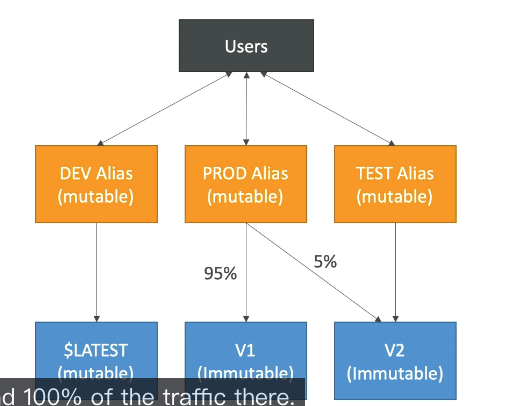 Users
DEV Alias
(mutable)
PROD Alias
(mutable)
TEST Alias
(mutable)
95%
5%
$LATEST
(mutable)
V1
(Immutable)
V2
(Immutable)
100% of the traffic there.